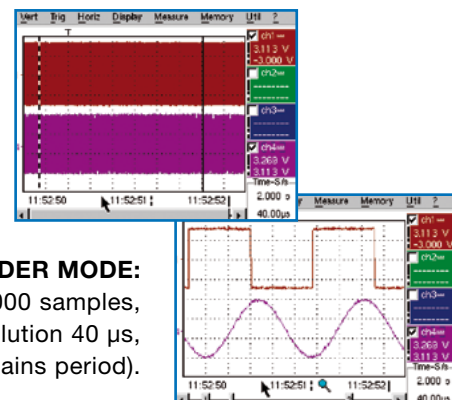 Vert Trig Horiz Display Measure Memory Util ?
T
ch1
3.113 V
-3.000 V
ch2
--------
--------
ch3
--------
--------
ch4
3.269 V
3.113 V
Time-S/s
2.000 s
40.00µs
11:52:50 11:52:51 11:52:52
Measure Memory Util ?
ch1
3.113 V
-3.000 V
ch2
--------
--------
ch3
--------
--------
ch4
3.269 V
3.113 V
Time-S/s
2.000 s
40.00µs
11:52:50 11:52:51 11:52:52
DER MODE:
000 samples,
lution 40 µs,
ains period).